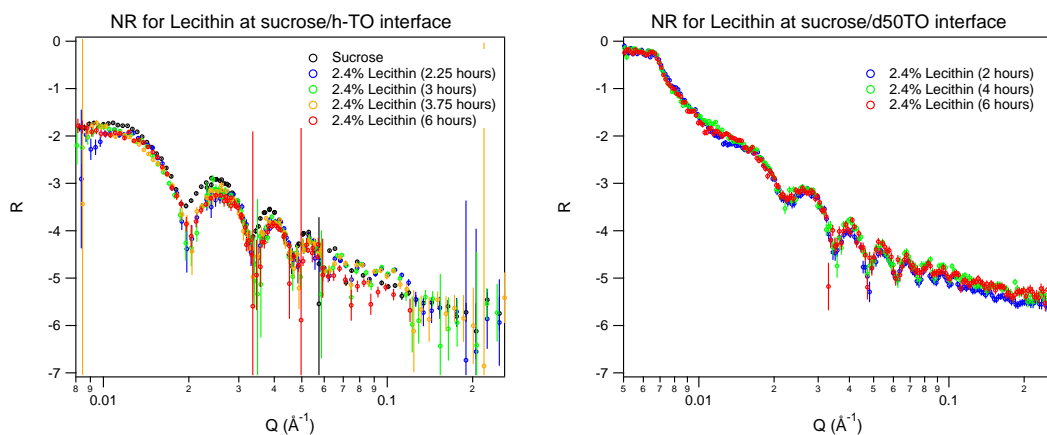 NR for Lecithin at sucrose/h-TO interface
R
0
-1
-2
-3
-4
-5
-6
-7
Sucrose
2.4% Lecithin (2.25 hours)
2.4% Lecithin (3 hours)
2.4% Lecithin (3.75 hours)
2.4% Lecithin (6 hours)
8 9 2 3 4 5 6 7 8 9 2
0.01 0.1
Q (Å⁻¹)
NR for Lecithin at sucrose/d50TO interface
R
0
-1
-2
-3
-4
-5
-6
-7
2.4% Lecithin (2 hours)
2.4% Lecithin (4 hours)
2.4% Lecithin (6 hours)
5 6 7 8 9 2 3 4 5 6 7 8 9 2
0.01 0.1
Q (Å⁻¹)